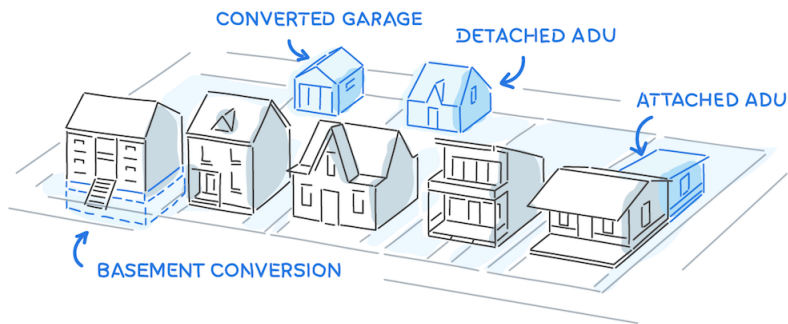 CONVERTED GARAGE
DETACHED ADU
ATTACHED ADU
BASEMENT CONVERSION